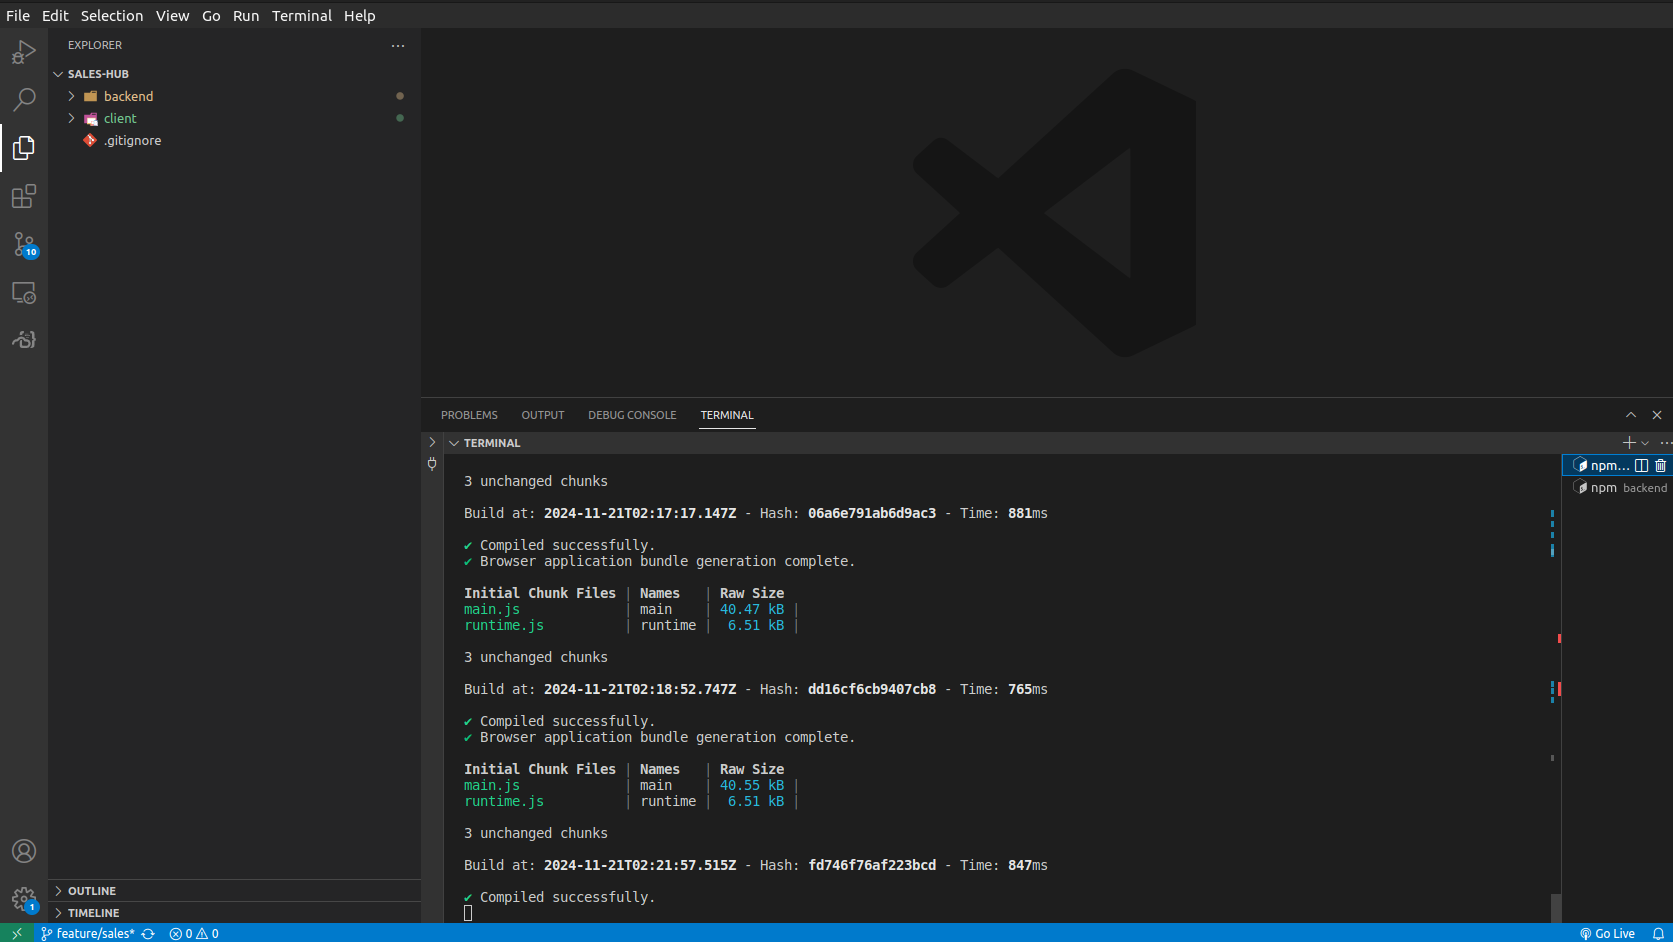 File Edit Selection View Go Run Terminal Help
EXPLORER
SALES-HUB
backend
client
.gitignore
10
PROBLEMS OUTPUT DEBUG CONSOLE TERMINAL
TERMINAL
npm...
npm backend
3 unchanged chunks
Build at: 2024-11-21T02:17:17.147Z - Hash: 06a6e791ab6d9ac3 - Time: 881ms
✔ Compiled successfully.
✔ Browser application bundle generation complete.
Initial Chunk Files | Names | Raw Size
main.js | main | 40.47 kB |
runtime.js | runtime | 6.51 kB |
3 unchanged chunks
Build at: 2024-11-21T02:18:52.747Z - Hash: dd16cf6cb9407cb8 - Time: 765ms
✔ Compiled successfully.
✔ Browser application bundle generation complete.
Initial Chunk Files | Names | Raw Size
main.js | main | 40.55 kB |
runtime.js | runtime | 6.51 kB |
3 unchanged chunks
Build at: 2024-11-21T02:21:57.515Z - Hash: fd746f76af223bcd - Time: 847ms
✔ Compiled successfully.
OUTLINE
1
TIMELINE
feature/sales* 0 0 Go Live